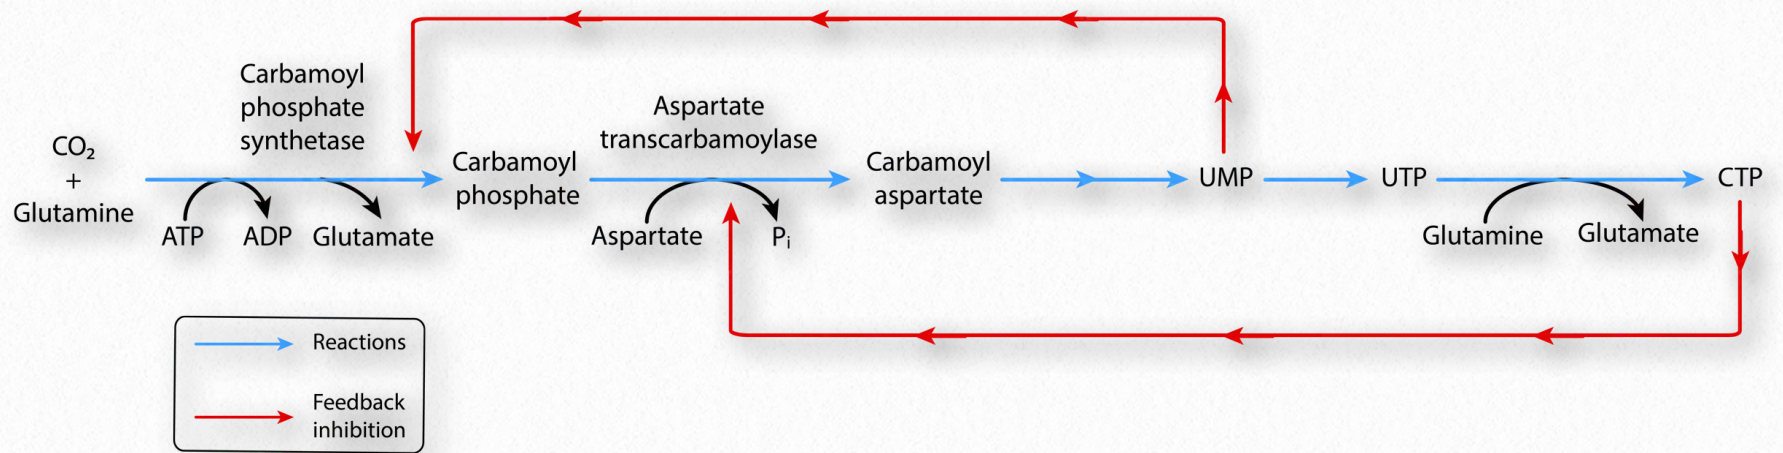 Carbamoyl
phosphate
synthetase
Aspartate
transcarbamoylase
CO₂
+
Glutamine
Carbamoyl
phosphate
Carbamoyl
aspartate
UMP
UTP
CTP
ATP
ADP
Glutamate
Aspartate
Pᵢ
Glutamine
Glutamate
Reactions
Feedback
inhibition